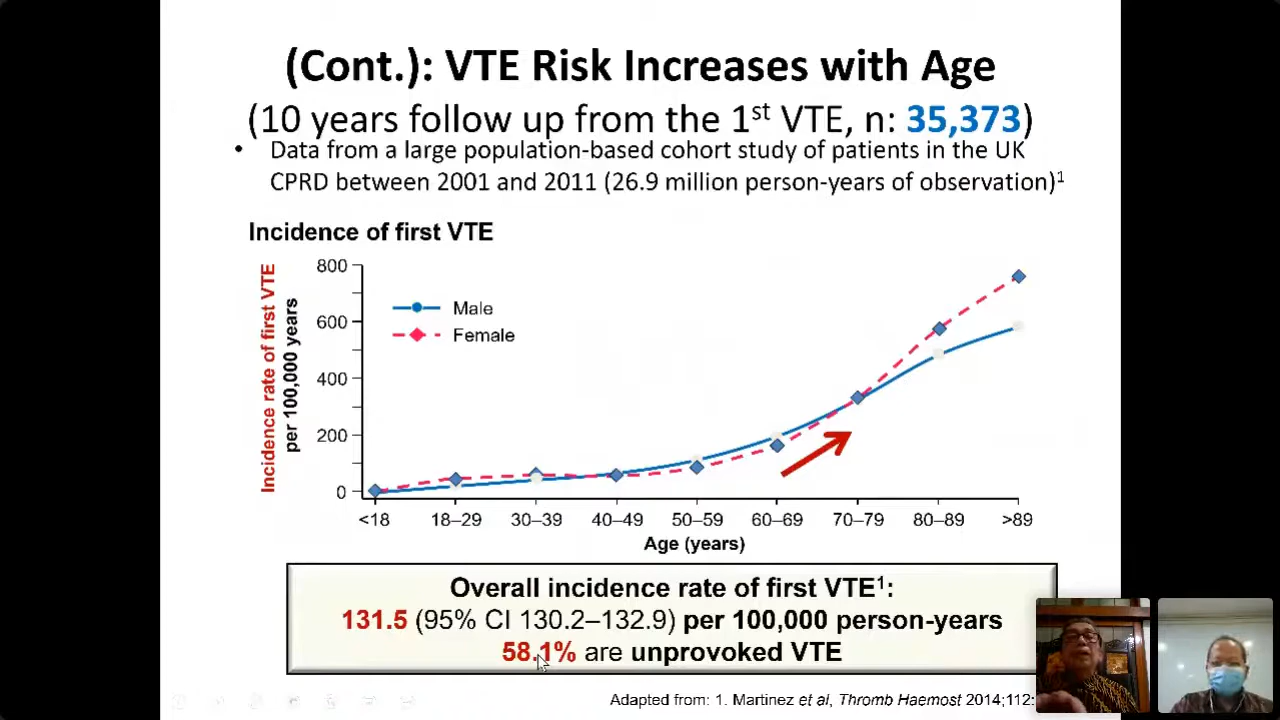 (Cont.): VTE Risk Increases with Age
(10 years follow up from the 1st VTE, n: 35,373)
• Data from a large population-based cohort study of patients in the UK
CPRD between 2001 and 2011 (26.9 million person-years of observation)1
Incidence of first VTE
Incidence rate of first VTE
per 100,000 years
800
600
400
200
0
Male
Female
<18 18–29 30–39 40–49 50–59 60–69 70–79 80–89 >89
Age (years)
Overall incidence rate of first VTE1:
131.5 (95% CI 130.2–132.9) per 100,000 person-years
58.1% are unprovoked VTE
Adapted from: 1. Martinez et al, Thromb Haemost 2014;112: